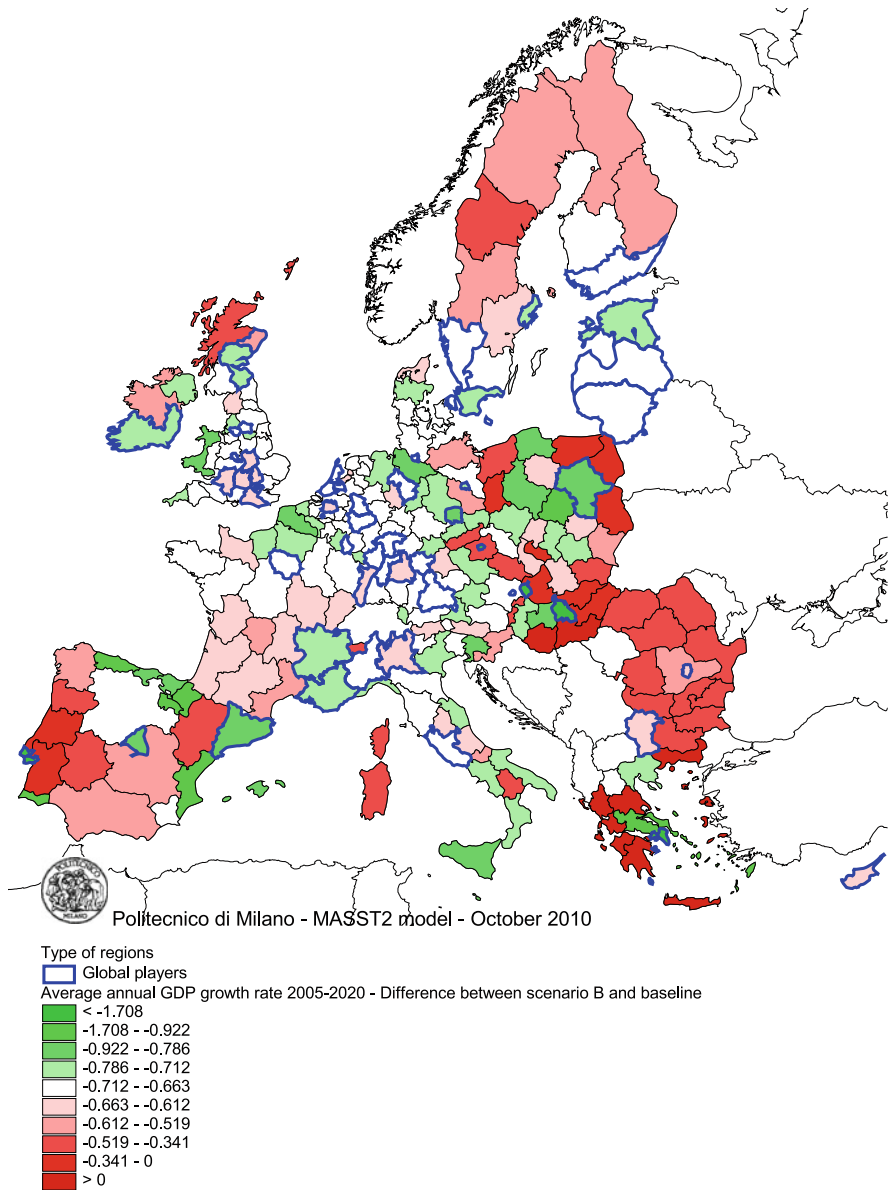 POLITECNICO
MILANO
Politecnico di Milano - MASST2 model - October 2010
Type of regions
Global players
Average annual GDP growth rate 2005-2020 - Difference between scenario B and baseline
< -1.708
-1.708 - -0.922
-0.922 - -0.786
-0.786 - -0.712
-0.712 - -0.663
-0.663 - -0.612
-0.612 - -0.519
-0.519 - -0.341
-0.341 - 0
> 0